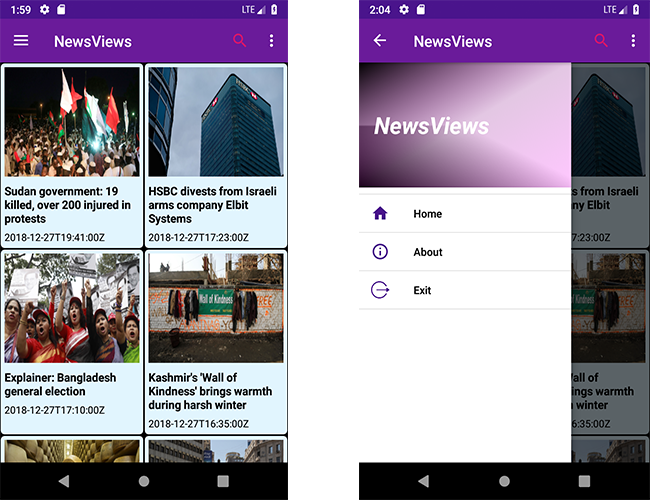 1:59
LTE
NewsViews
Sudan government: 19
killed, over 200 injured in
protests
2018-12-27T19:41:00Z
HSBC divests from Israeli
arms company Elbit
Systems
2018-12-27T17:23:00Z
Explainer: Bangladesh
general election
2018-12-27T17:10:00Z
Wall of Kindness
Kashmir's 'Wall of
Kindness' brings warmth
during harsh winter
2018-12-27T16:35:00Z
2:04
LTE
NewsViews
NewsViews
Home
About
Exit
from Israeli
any Elbit
7:23:00Z
all of
ngs warmth
winter
6:35:00Z